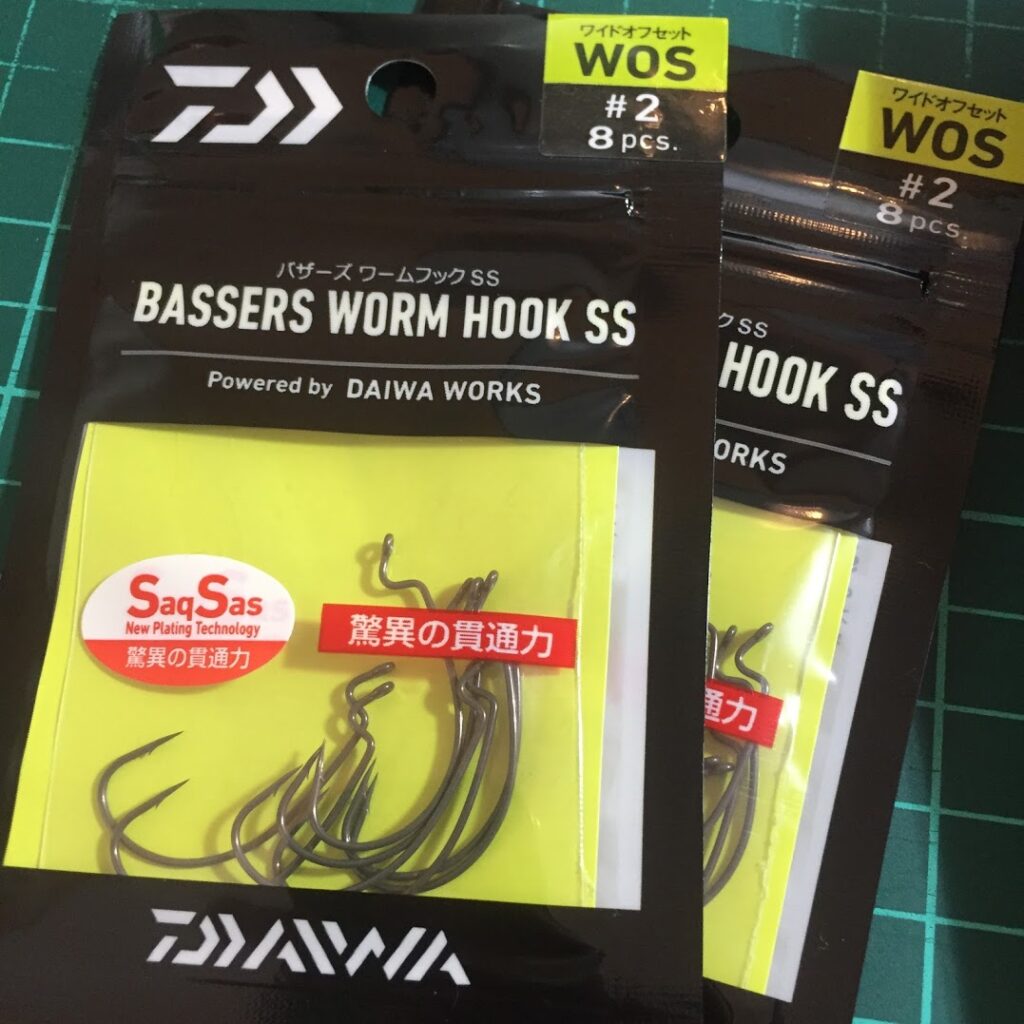 ワイドオフセット
WOS
#2
8 pcs.
バザーズ ワームフック SS
BASSERS WORM HOOK SS
Powered by DAIWA WORKS
SaqSas
New Plating Technology
驚異の貫通力
驚異の貫通力
DAIWA
ワイドオフセット
WOS
#2
8 pcs.
ク SS
HOOK SS
ORKS
通力